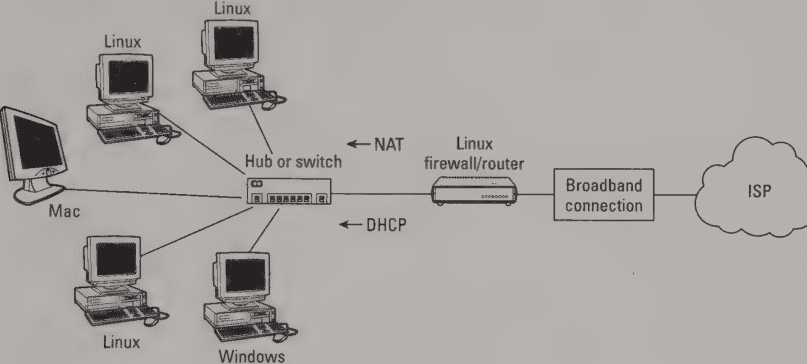 Linux
Linux
Mac
Linux
Windows
Hub or switch
← NAT
← DHCP
Linux
firewall/router
Broadband
connection
ISP